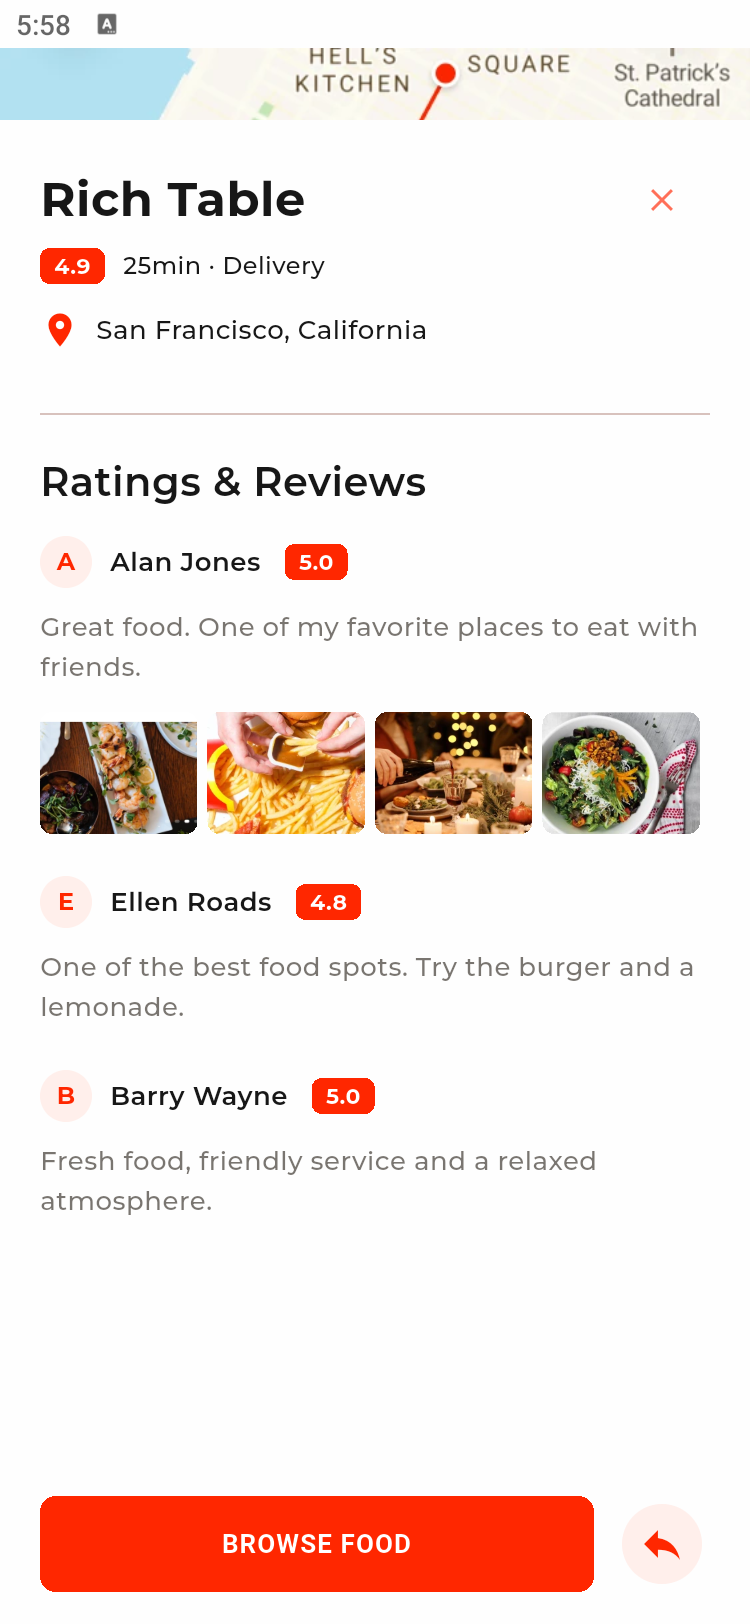 5:58
A
HELL'S
KITCHEN
SQUARE
St. Patrick's
Cathedral
Rich Table
4.9 25min · Delivery
San Francisco, California
Ratings & Reviews
A Alan Jones 5.0
Great food. One of my favorite places to eat with
friends.
E Ellen Roads 4.8
One of the best food spots. Try the burger and a
lemonade.
B Barry Wayne 5.0
Fresh food, friendly service and a relaxed
atmosphere.
BROWSE FOOD